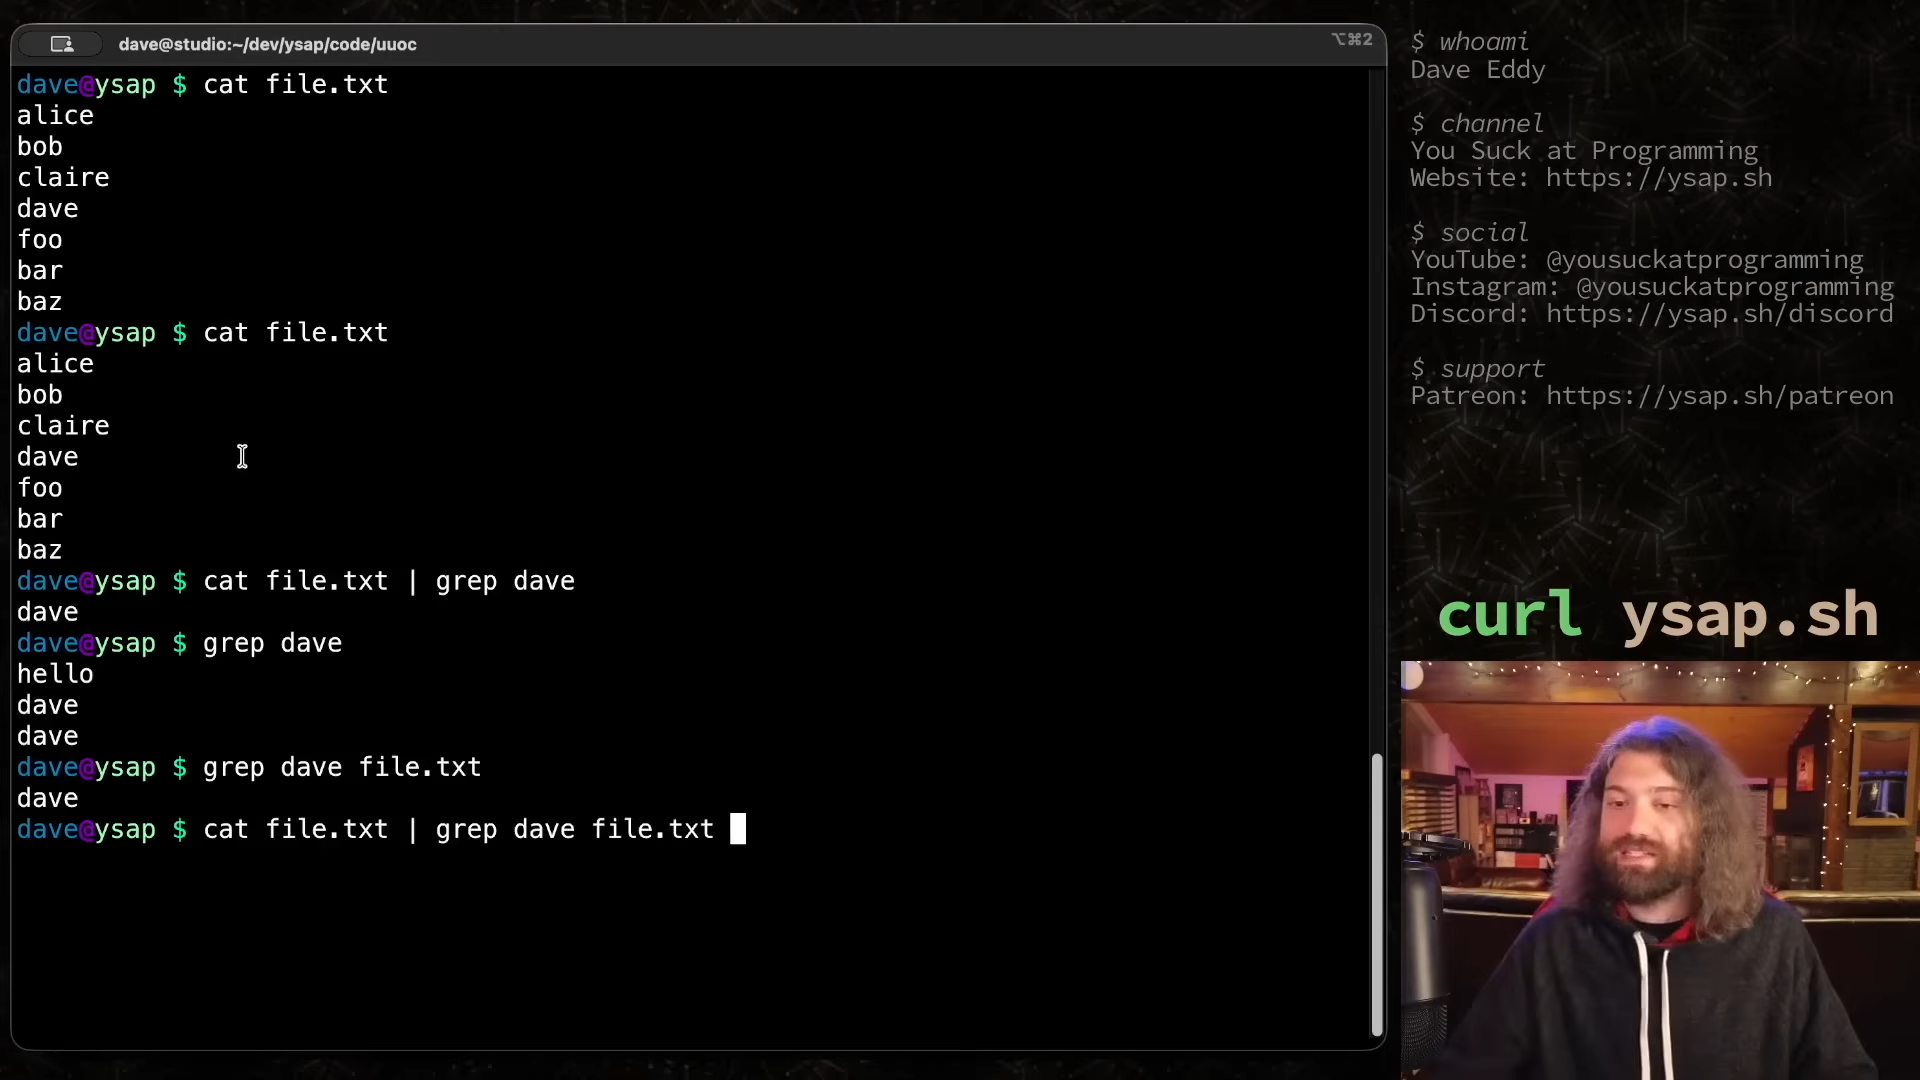 dave@studio:~/dev/ysap/code/uuoc
⌥⌘2
dave@ysap $ cat file.txt
alice
bob
claire
dave
foo
bar
baz
dave@ysap $ cat file.txt
alice
bob
claire
dave
foo
bar
baz
dave@ysap $ cat file.txt | grep dave
dave
dave@ysap $ grep dave
hello
dave
dave
dave@ysap $ grep dave file.txt
dave
dave@ysap $ cat file.txt | grep dave file.txt
$ whoami
Dave Eddy
$ channel
You Suck at Programming
Website: https://ysap.sh
$ social
YouTube: @yousuckatprogramming
Instagram: @yousuckatprogramming
Discord: https://ysap.sh/discord
$ support
Patreon: https://ysap.sh/patreon
curl ysap.sh